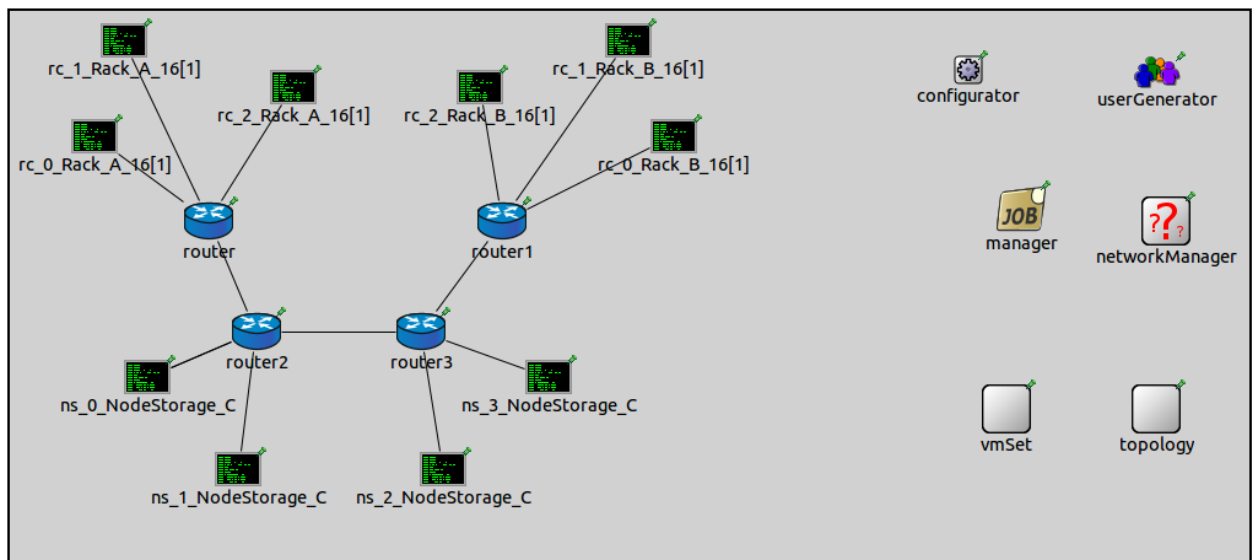 rc_1_Rack_A_16[1]
rc_1_Rack_B_16[1]
configurator
userGenerator
rc_2_Rack_A_16[1]
rc_2_Rack_B_16[1]
rc_0_Rack_A_16[1]
rc_0_Rack_B_16[1]
JOB
manager
???
networkManager
router
router1
router2
router3
ns_0_NodeStorage_C
ns_3_NodeStorage_C
vmSet
topology
ns_1_NodeStorage_C
ns_2_NodeStorage_C